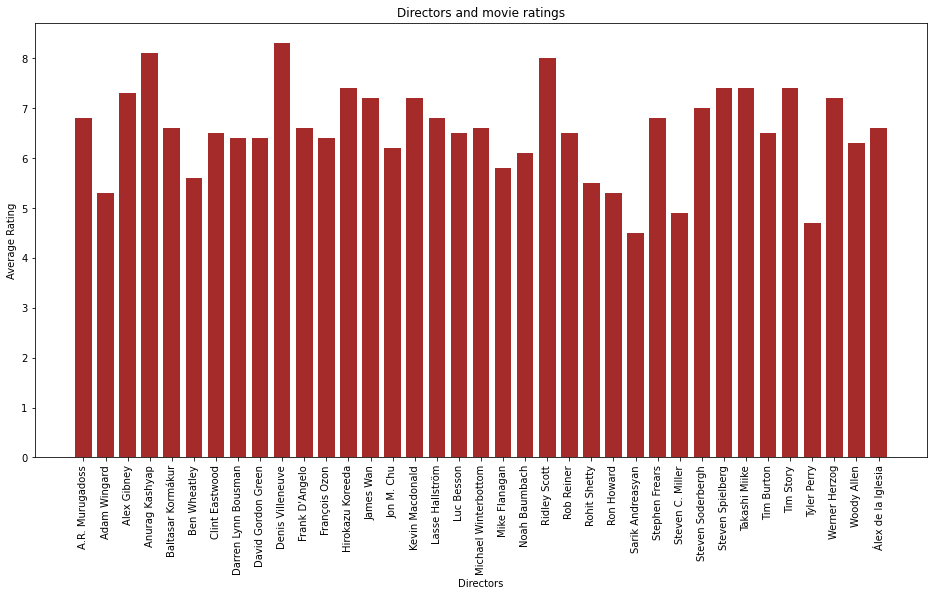 Directors and movie ratings
Average Rating
8
7
6
5
4
3
2
1
0
A.R. Murugadoss
Adam Wingard
Alex Gibney
Anurag Kashyap
Baltasar Kormákur
Ben Wheatley
Clint Eastwood
Darren Lynn Bousman
David Gordon Green
Denis Villeneuve
Frank D'Angelo
François Ozon
Hirokazu Koreeda
James Wan
Jon M. Chu
Kevin Macdonald
Lasse Hallström
Luc Besson
Michael Winterbottom
Mike Flanagan
Noah Baumbach
Ridley Scott
Rob Reiner
Rohit Shetty
Ron Howard
Sarik Andreasyan
Stephen Frears
Steven C. Miller
Steven Soderbergh
Steven Spielberg
Takashi Miike
Tim Burton
Tim Story
Tyler Perry
Werner Herzog
Woody Allen
Álex de la Iglesia
Directors